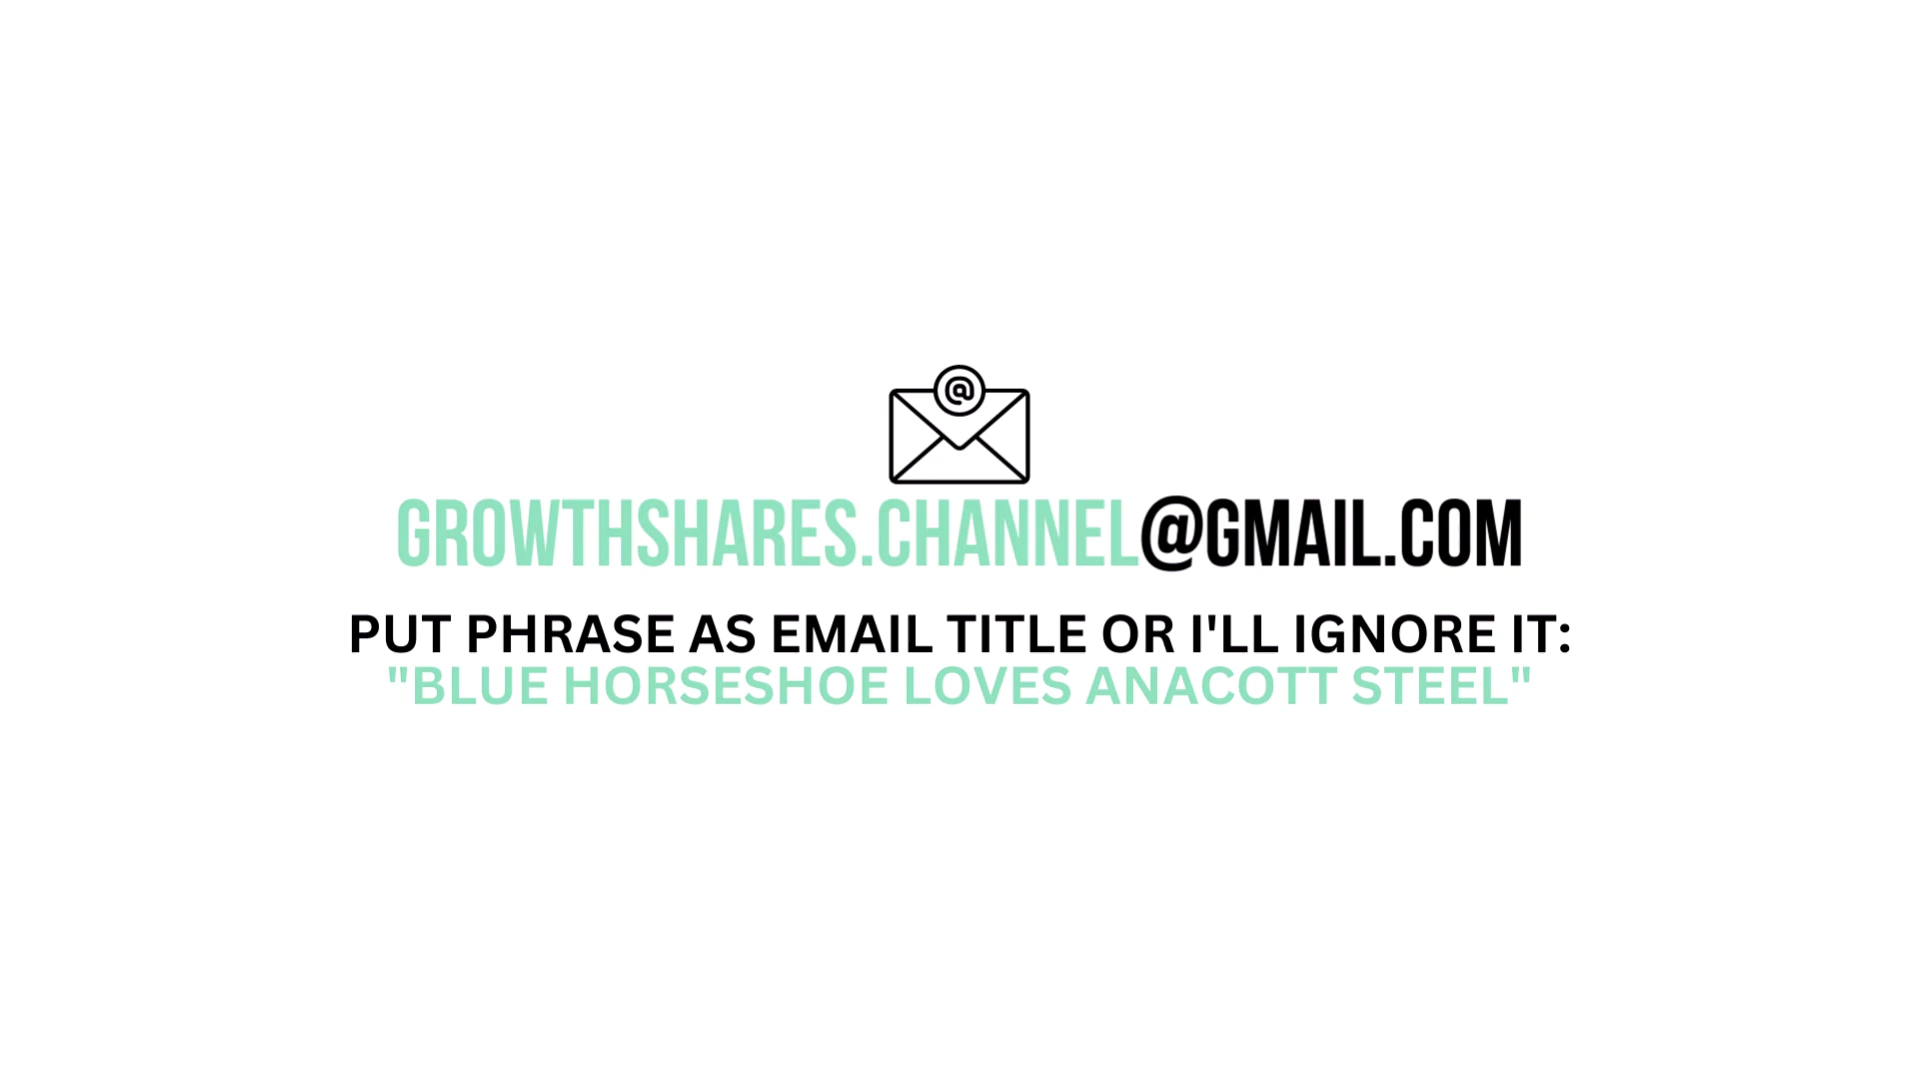 @
GROWTHSHARES.CHANNEL@GMAIL.COM
PUT PHRASE AS EMAIL TITLE OR I'LL IGNORE IT:
"BLUE HORSESHOE LOVES ANACOTT STEEL"